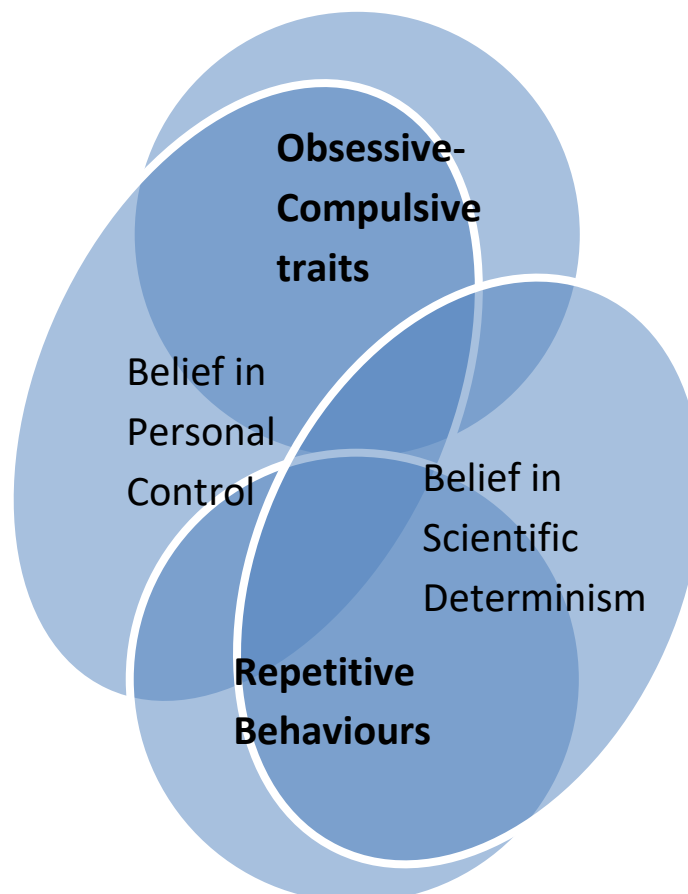 Obsessive-
Compulsive
traits
Belief in
Personal
Control
Belief in
Scientific
Determinism
Repetitive
Behaviours